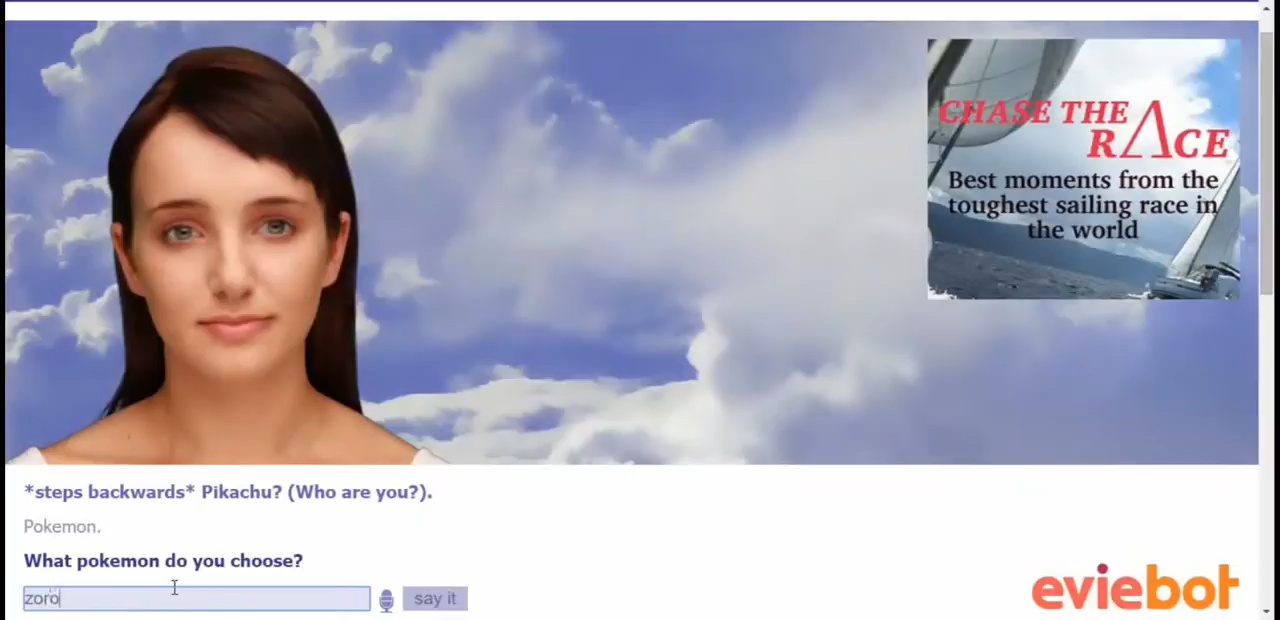 CHASE THE
RACE
Best moments from the
toughest sailing race in
the world
*steps backwards* Pikachu? (Who are you?).
Pokemon.
What pokemon do you choose?
zoro
say it
eviebot